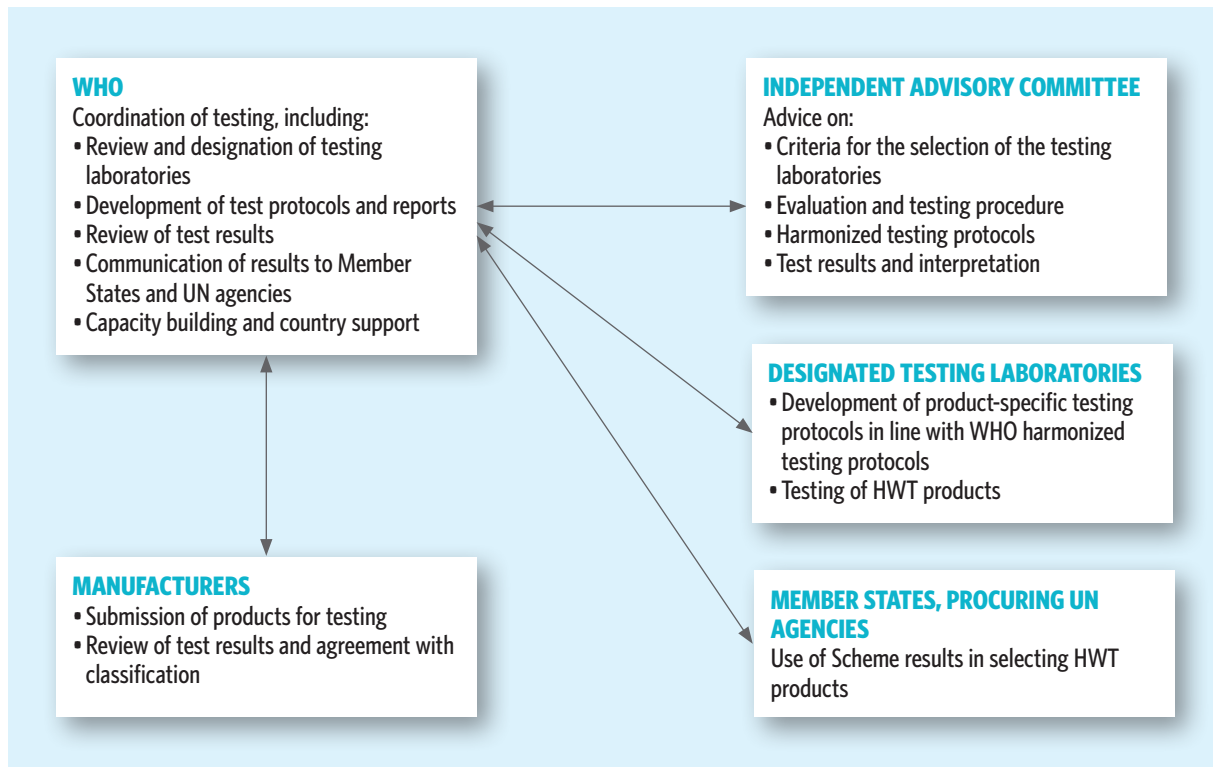 WHO
Coordination of testing, including:
• Review and designation of testing
laboratories
• Development of test protocols and reports
• Review of test results
• Communication of results to Member
States and UN agencies
• Capacity building and country support
INDEPENDENT ADVISORY COMMITTEE
Advice on:
• Criteria for the selection of the testing
laboratories
• Evaluation and testing procedure
• Harmonized testing protocols
• Test results and interpretation
DESIGNATED TESTING LABORATORIES
• Development of product-specific testing
protocols in line with WHO harmonized
testing protocols
• Testing of HWT products
MANUFACTURERS
• Submission of products for testing
• Review of test results and agreement with
classification
MEMBER STATES, PROCURING UN
AGENCIES
Use of Scheme results in selecting HWT
products